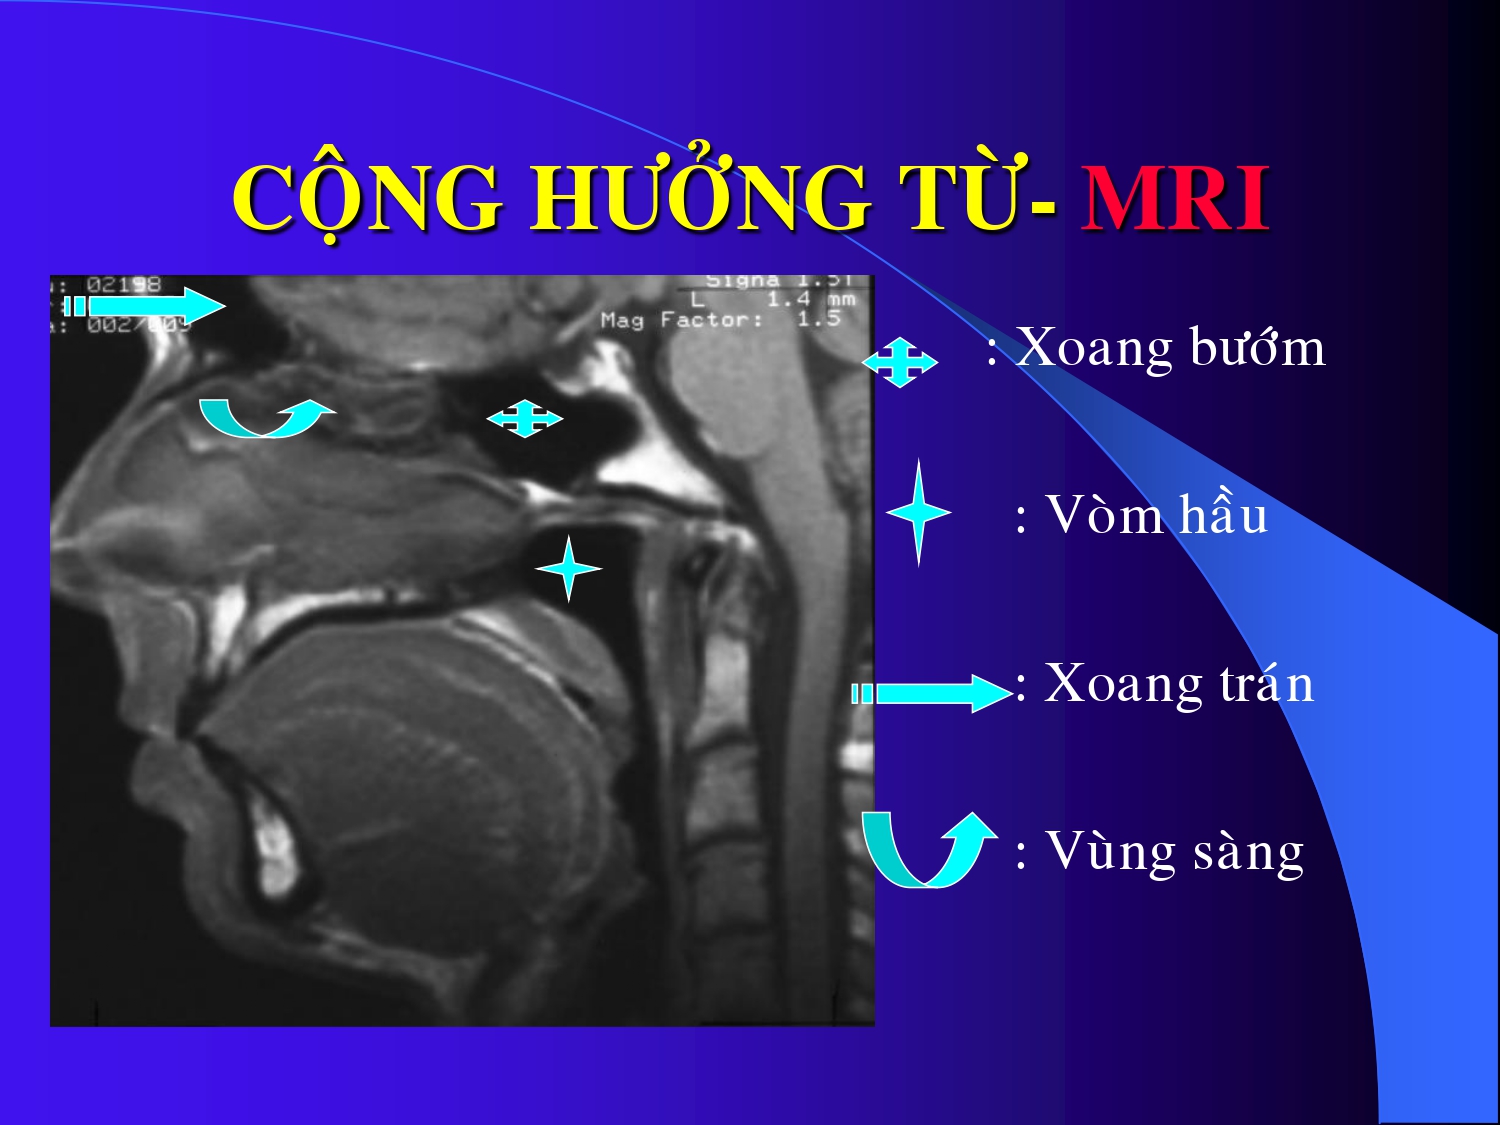 CỘNG HƯỞNG TỪ- MRI
: 02198
Signa 1.5T
L 1.4 mm
: 002/009
Mag Factor: 1.5
: Xoang bướm
: Vòm hầu
: Xoang trán
: Vùng sàng